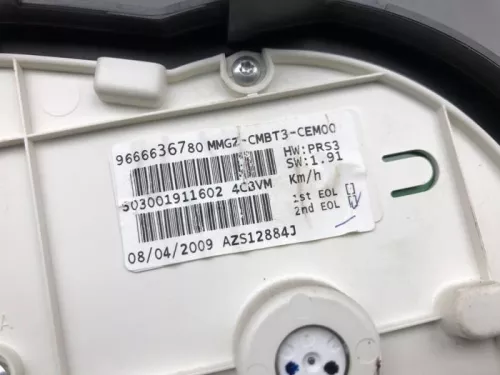 9666636780 MMGZ-CMBT3-CEM00
HW:PRS3
SW:1.91
503001911602 4C3VM
Km/h
1st EOL
2nd EOL
08/04/2009 AZS12884J